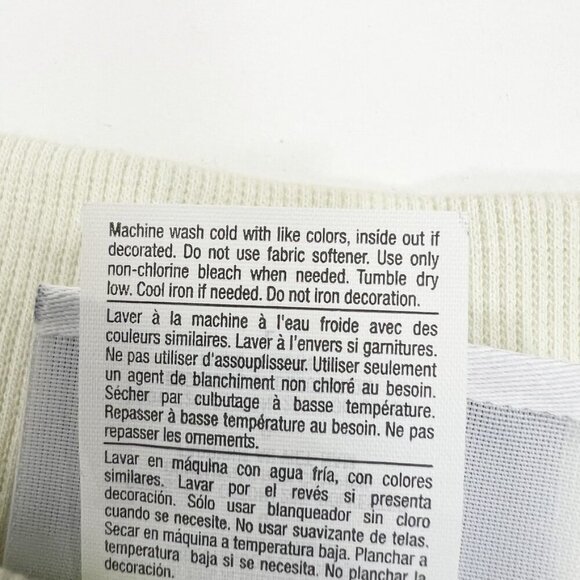 Machine wash cold with like colors, inside out if
decorated. Do not use fabric softener. Use only
non-chlorine bleach when needed. Tumble dry
low. Cool iron if needed. Do not iron decoration.
Laver à la machine à l'eau froide avec des
couleurs similaires. Laver à l'envers si garnitures.
Ne pas utiliser d'assouplisseur. Utiliser seulement
un agent de blanchiment non chloré au besoin.
Sécher par culbutage à basse température.
Repasser à basse température au besoin. Ne pas
repasser les ornements.
Lavar en máquina con agua fría, con colores
similares. Lavar por el revés si presenta
decoración. Sólo usar blanqueador sin cloro
cuando se necesite. No usar suavizante de telas.
Secar en máquina a temperatura baja. Planchar a
temperatura baja si se necesita. No planchar la
decoración.